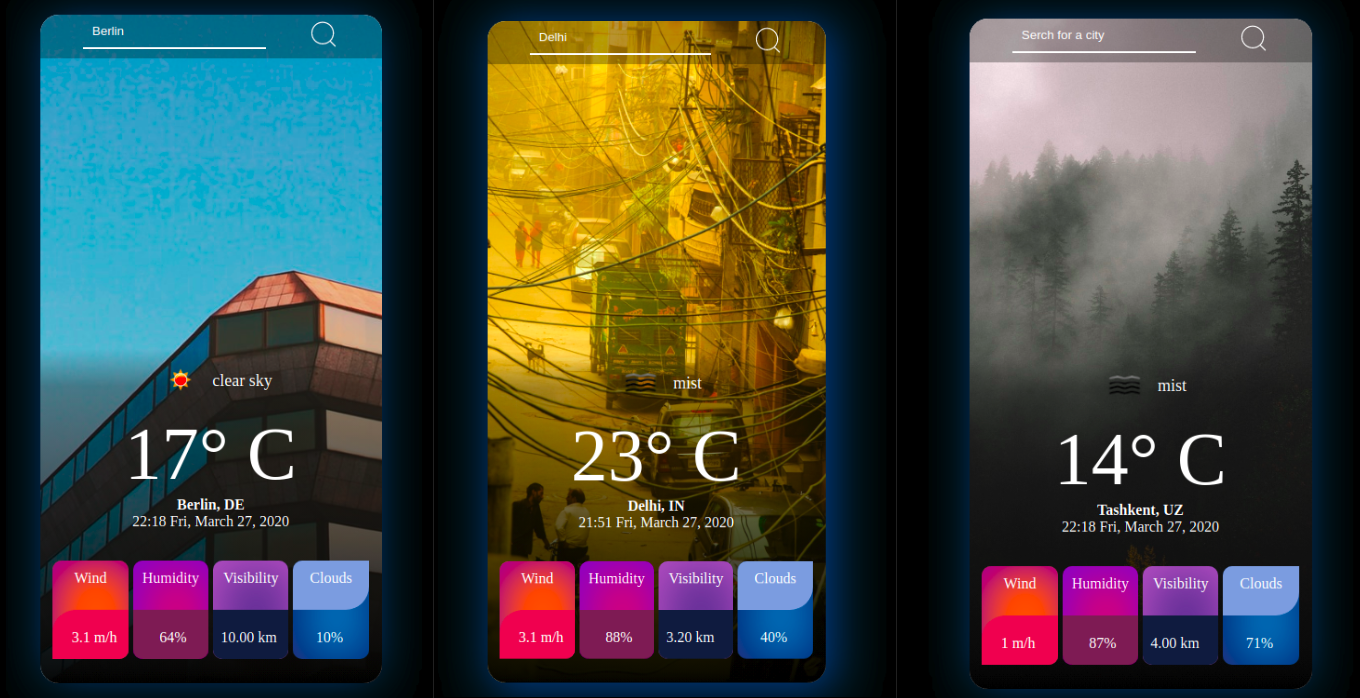 Berlin
clear sky
17° C
Berlin, DE
22:18 Fri, March 27, 2020
Wind
Humidity
Visibility
Clouds
3.1 m/h
64%
10.00 km
10%
Delhi
mist
23° C
Delhi, IN
21:51 Fri, March 27, 2020
Wind
Humidity
Visibility
Clouds
3.1 m/h
88%
3.20 km
40%
Serch for a city
mist
14° C
Tashkent, UZ
22:18 Fri, March 27, 2020
Wind
Humidity
Visibility
Clouds
1 m/h
87%
4.00 km
71%